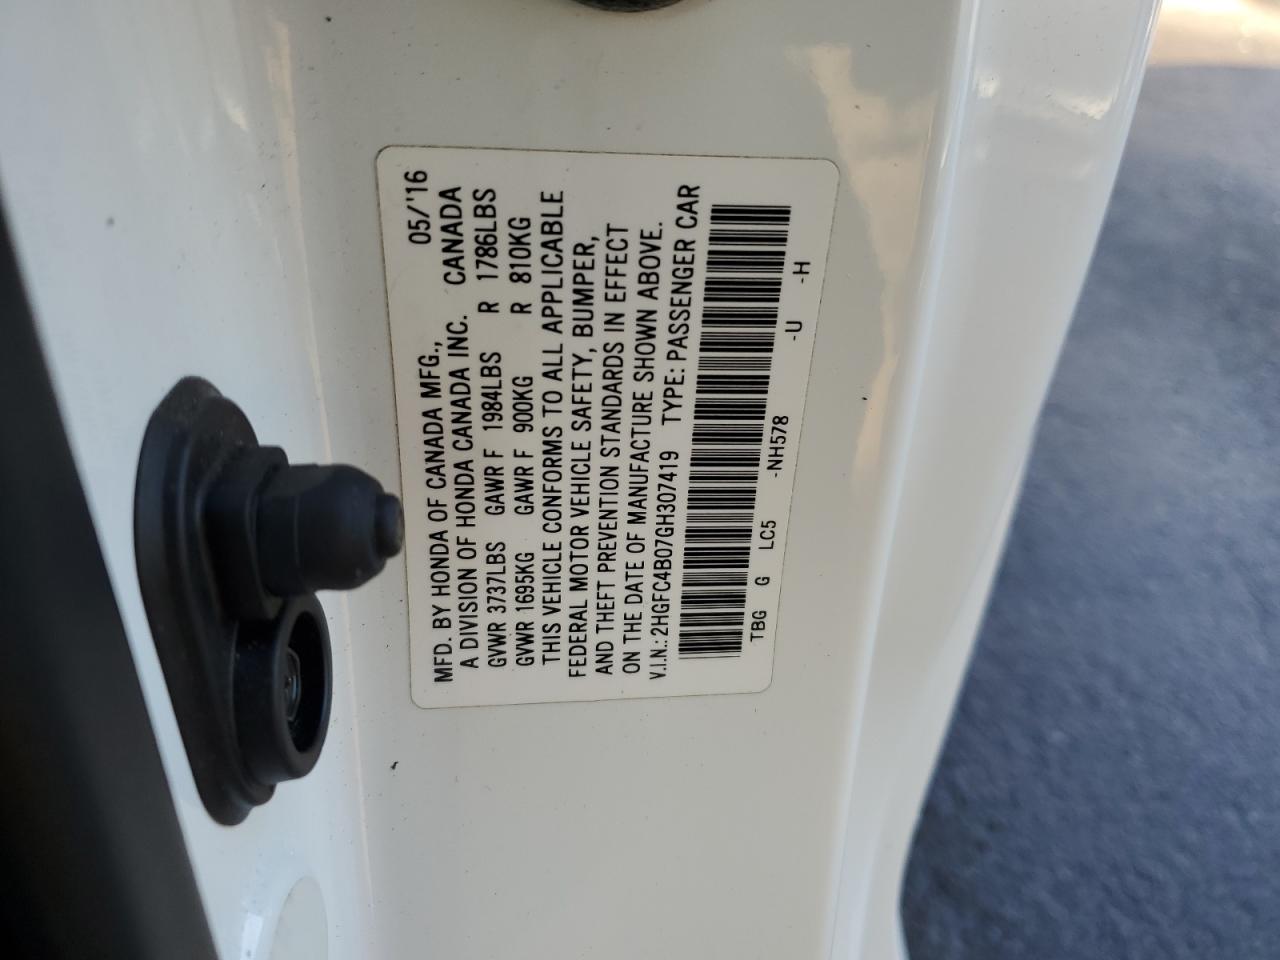 MFD. BY HONDA OF CANADA MFG., 05/'16
A DIVISION OF HONDA CANADA INC. CANADA
GVWR 3737LBS GAWR F 1984LBS R 1786LBS
GVWR 1695KG GAWR F 900KG R 810KG
THIS VEHICLE CONFORMS TO ALL APPLICABLE
FEDERAL MOTOR VEHICLE SAFETY, BUMPER,
AND THEFT PREVENTION STANDARDS IN EFFECT
ON THE DATE OF MANUFACTURE SHOWN ABOVE.
V.I.N.: 2HGFC4B07GH307419 TYPE: PASSENGER CAR
TBG G LC5 -NH578 -U -H